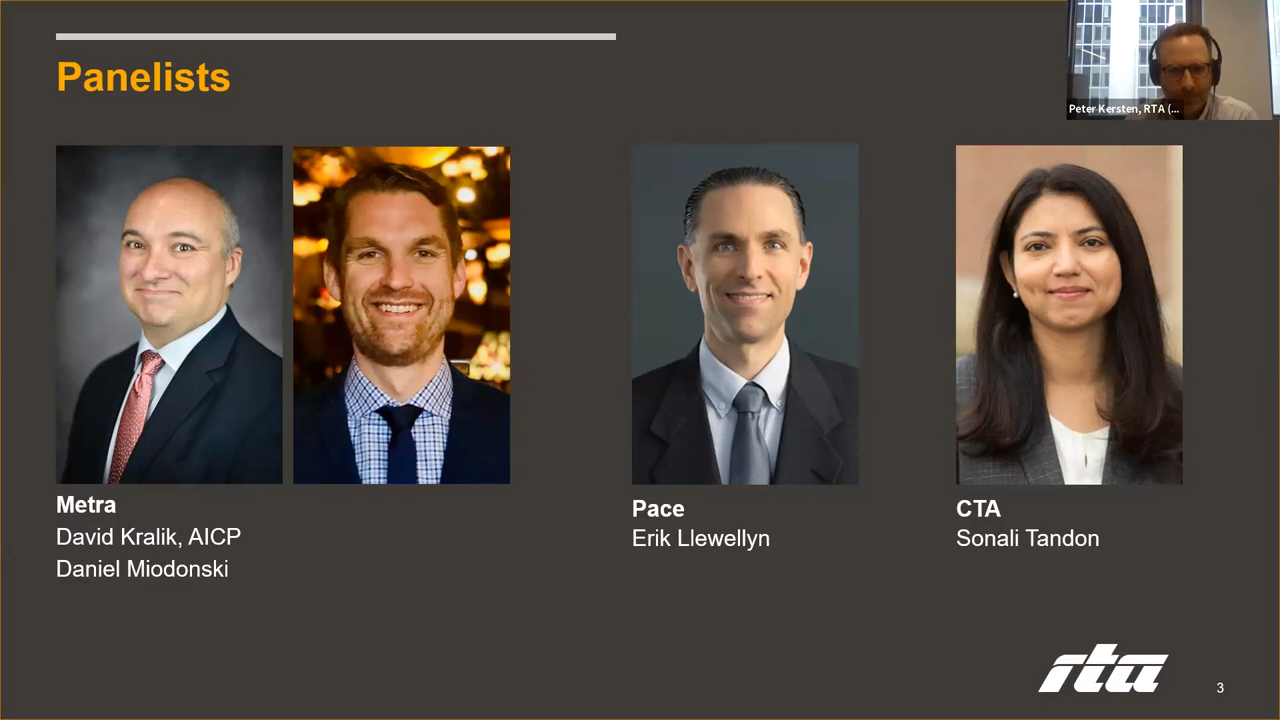 Panelists
Peter Kersten, RTA (...
Metra
David Kralik, AICP
Daniel Miodonski
Pace
Erik Llewellyn
CTA
Sonali Tandon
rta
3